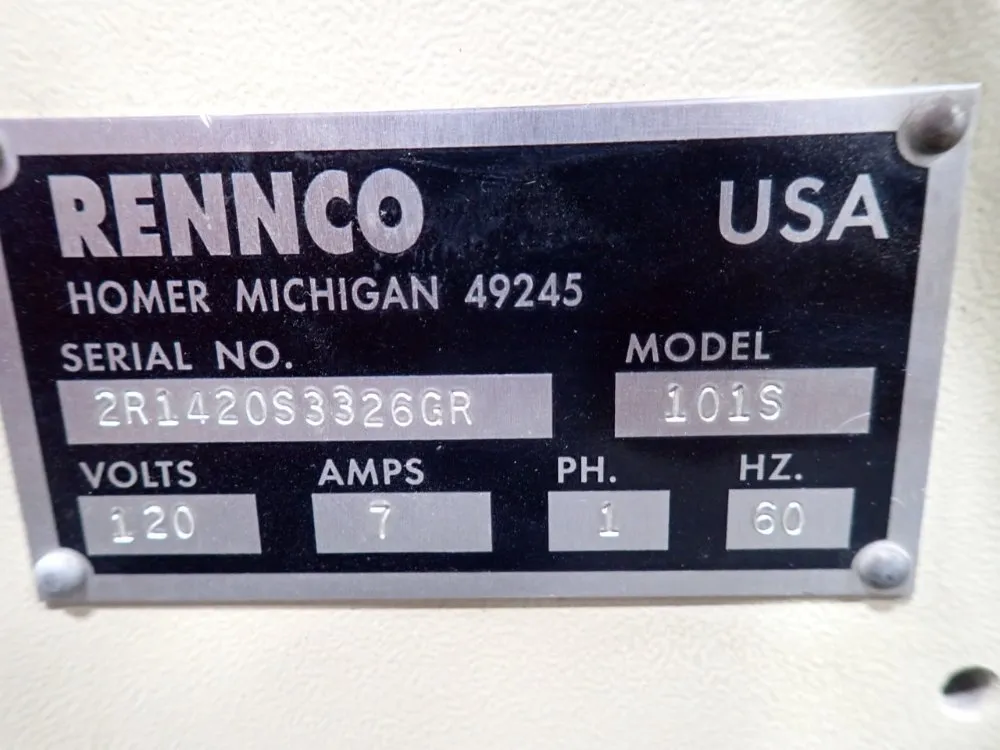 RENNCO USA
HOMER MICHIGAN 49245
SERIAL NO. MODEL
2R1420S3326GR 101S
VOLTS AMPS PH. HZ.
120 7 1 60